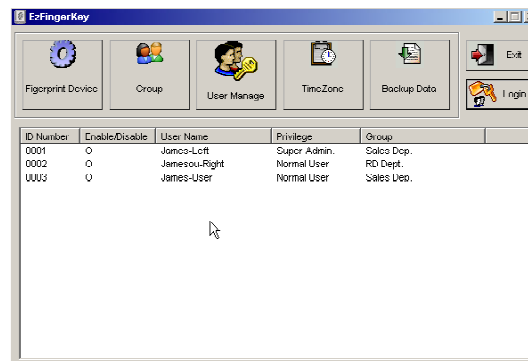 EzFingerKey
Figerprint Device
Group
User Manage
TimeZone
Backup Data
Exit
Login
ID Number Enable/Disable User Name Privilege Group
0001 O James-Left Super Admin. Sales Dep.
0002 O Jamesou-Right Normal User RD Dept.
0003 O James-User Normal User Sales Dep.